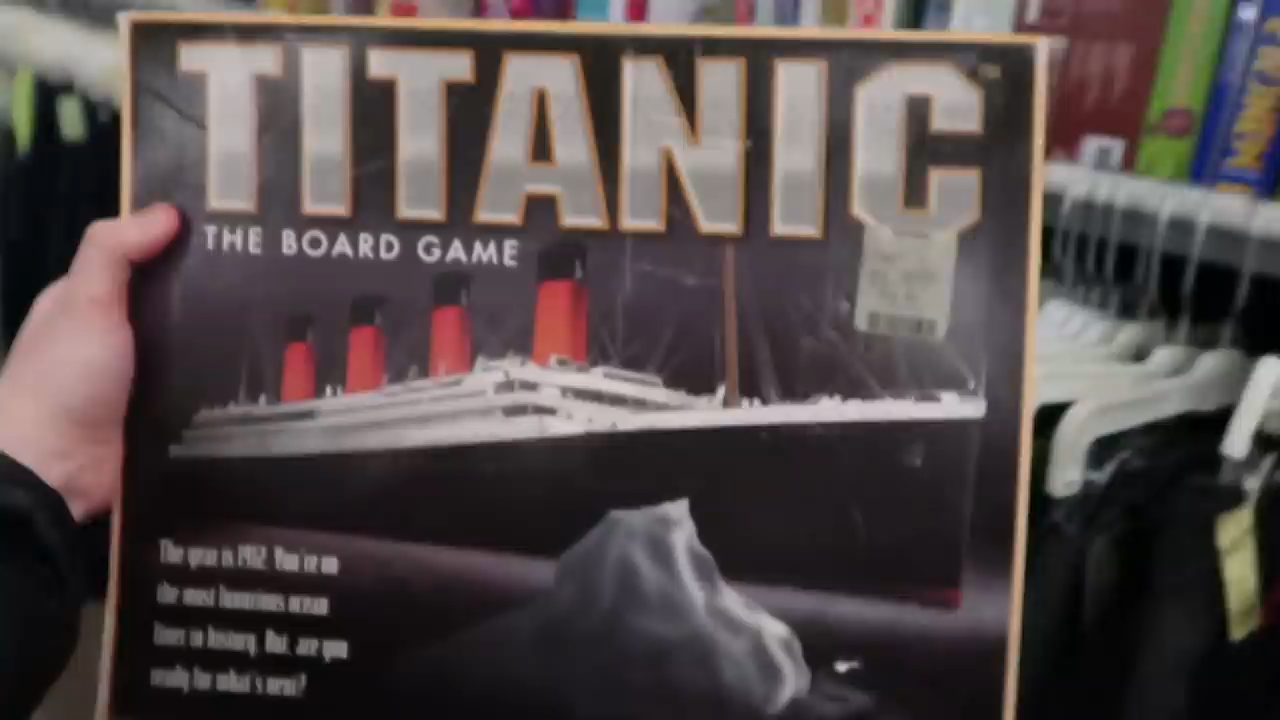 TITANIC
THE BOARD GAME
The year is 1912. You're on
the most luxurious ocean
liner in history. But, are you
ready for what's next?